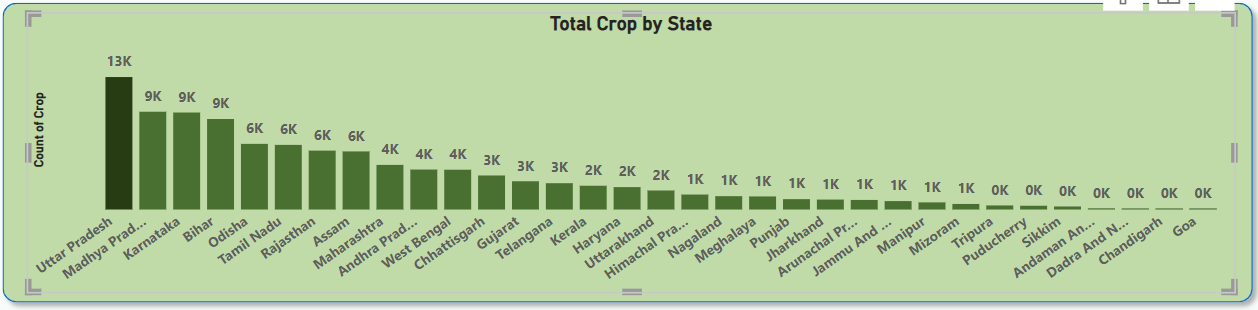 Total Crop by State
Count of Crop
13K
9K
9K
9K
6K
6K
6K
6K
4K
4K
4K
3K
3K
3K
2K
2K
2K
1K
1K
1K
1K
1K
1K
1K
1K
1K
0K
0K
0K
0K
0K
0K
0K
Uttar Pradesh
Madhya Prad...
Karnataka
Bihar
Odisha
Tamil Nadu
Rajasthan
Assam
Maharashtra
Andhra Prad...
West Bengal
Chhattisgarh
Gujarat
Telangana
Kerala
Haryana
Uttarakhand
Himachal Pra...
Nagaland
Meghalaya
Punjab
Jharkhand
Arunachal Pr...
Jammu And ...
Manipur
Mizoram
Tripura
Puducherry
Sikkim
Andaman An...
Dadra And N...
Chandigarh
Goa